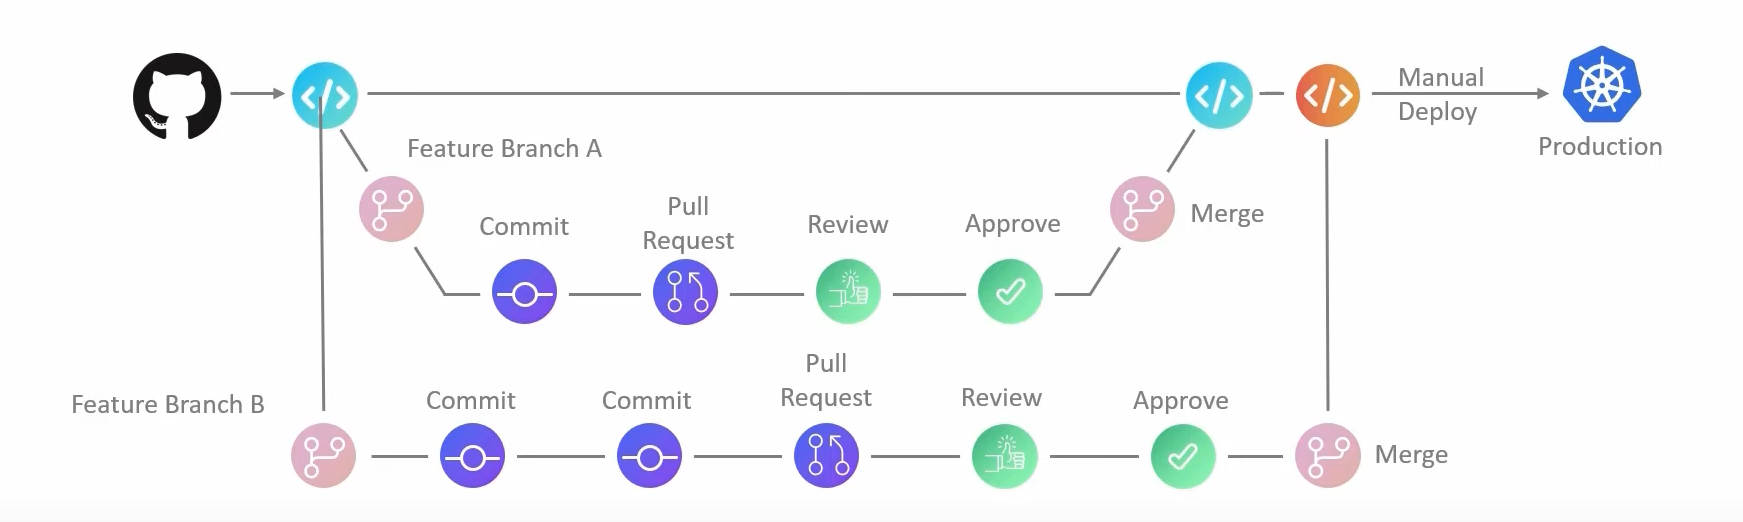 Manual
Deploy
Production
Feature Branch A
Commit
Pull
Request
Review
Approve
Merge
Feature Branch B
Commit
Commit
Pull
Request
Review
Approve
Merge